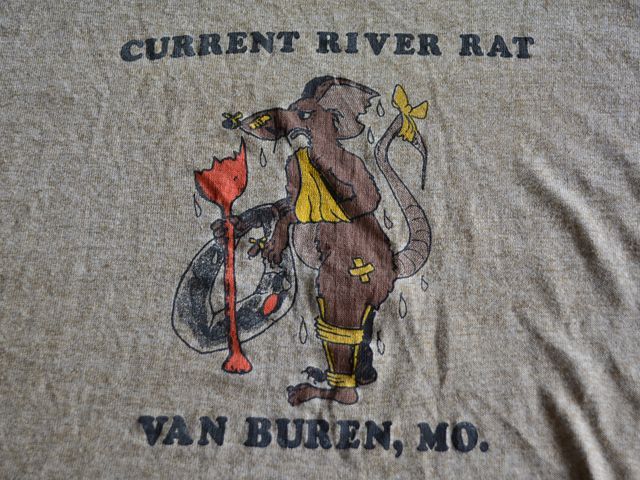 CURRENT RIVER RAT
VAN BUREN, MO.